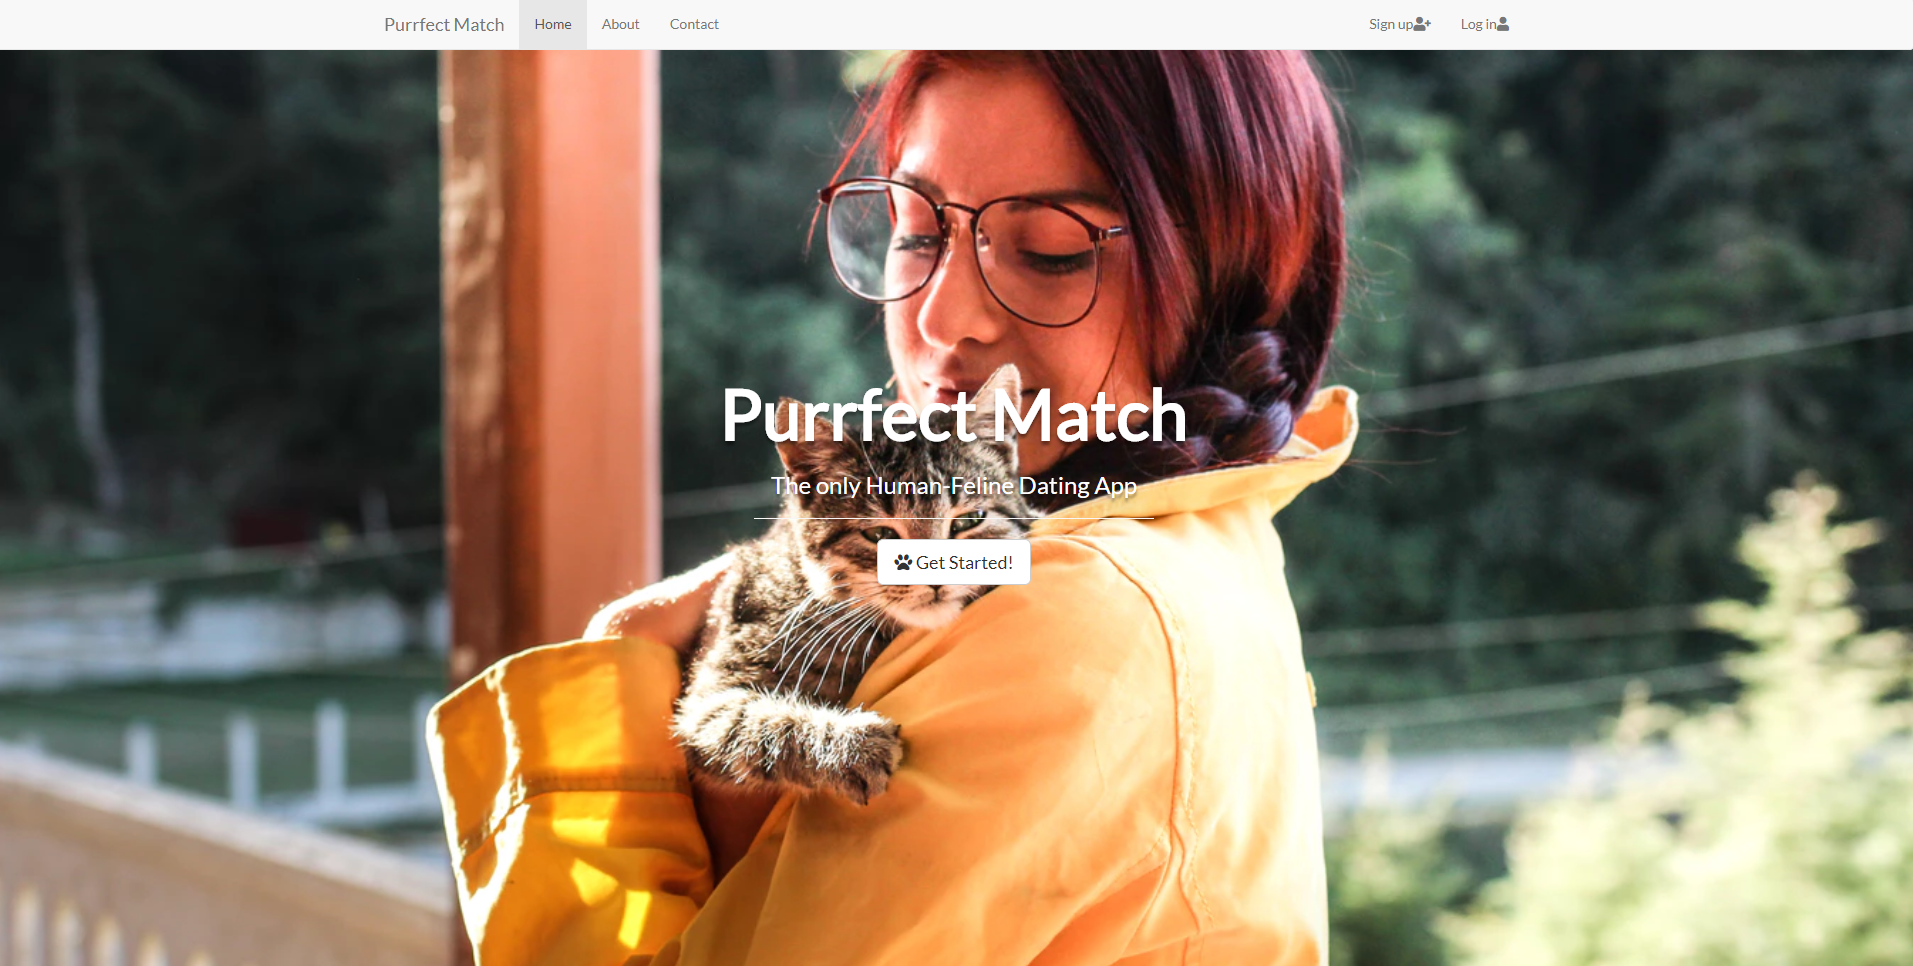 Purrfect Match Home About Contact Sign up Log in
Purrfect Match
The only Human-Feline Dating App
Get Started!